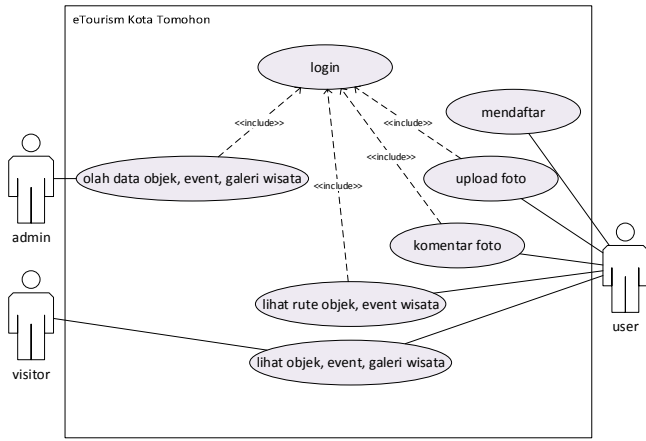 eTourism Kota Tomohon
login
<<include>>
<<include>>
mendaftar
<<include>>
olah data objek, event, galeri wisata
upload foto
<<include>>
admin
komentar foto
lihat rute objek, event wisata
user
lihat objek, event, galeri wisata
visitor